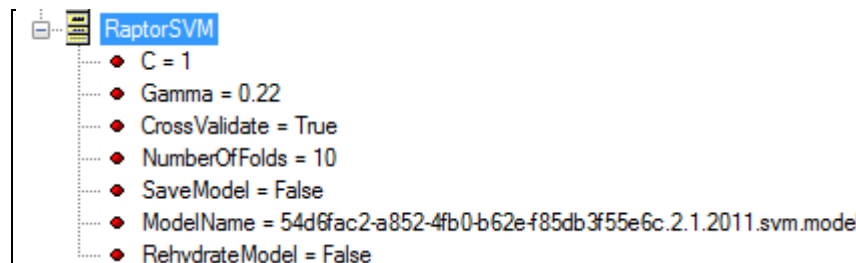 RaptorSVM
C = 1
Gamma = 0.22
CrossValidate = True
NumberOfFolds = 10
SaveModel = False
ModelName = 54d6fac2-a852-4fb0-b62e-f85db3f55e6c.2.1.2011.svm.model
RehydrateModel = False